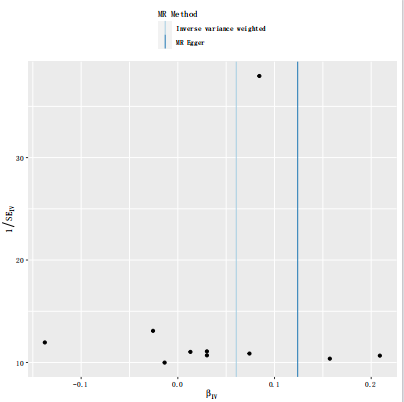 MR Method
Inverse variance weighted
MR Egger
1/SE_IV
30
20
10
-0.1 0.0 0.1 0.2
β_IV